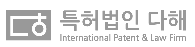 특허법인 다해
International Patent & Law Firm